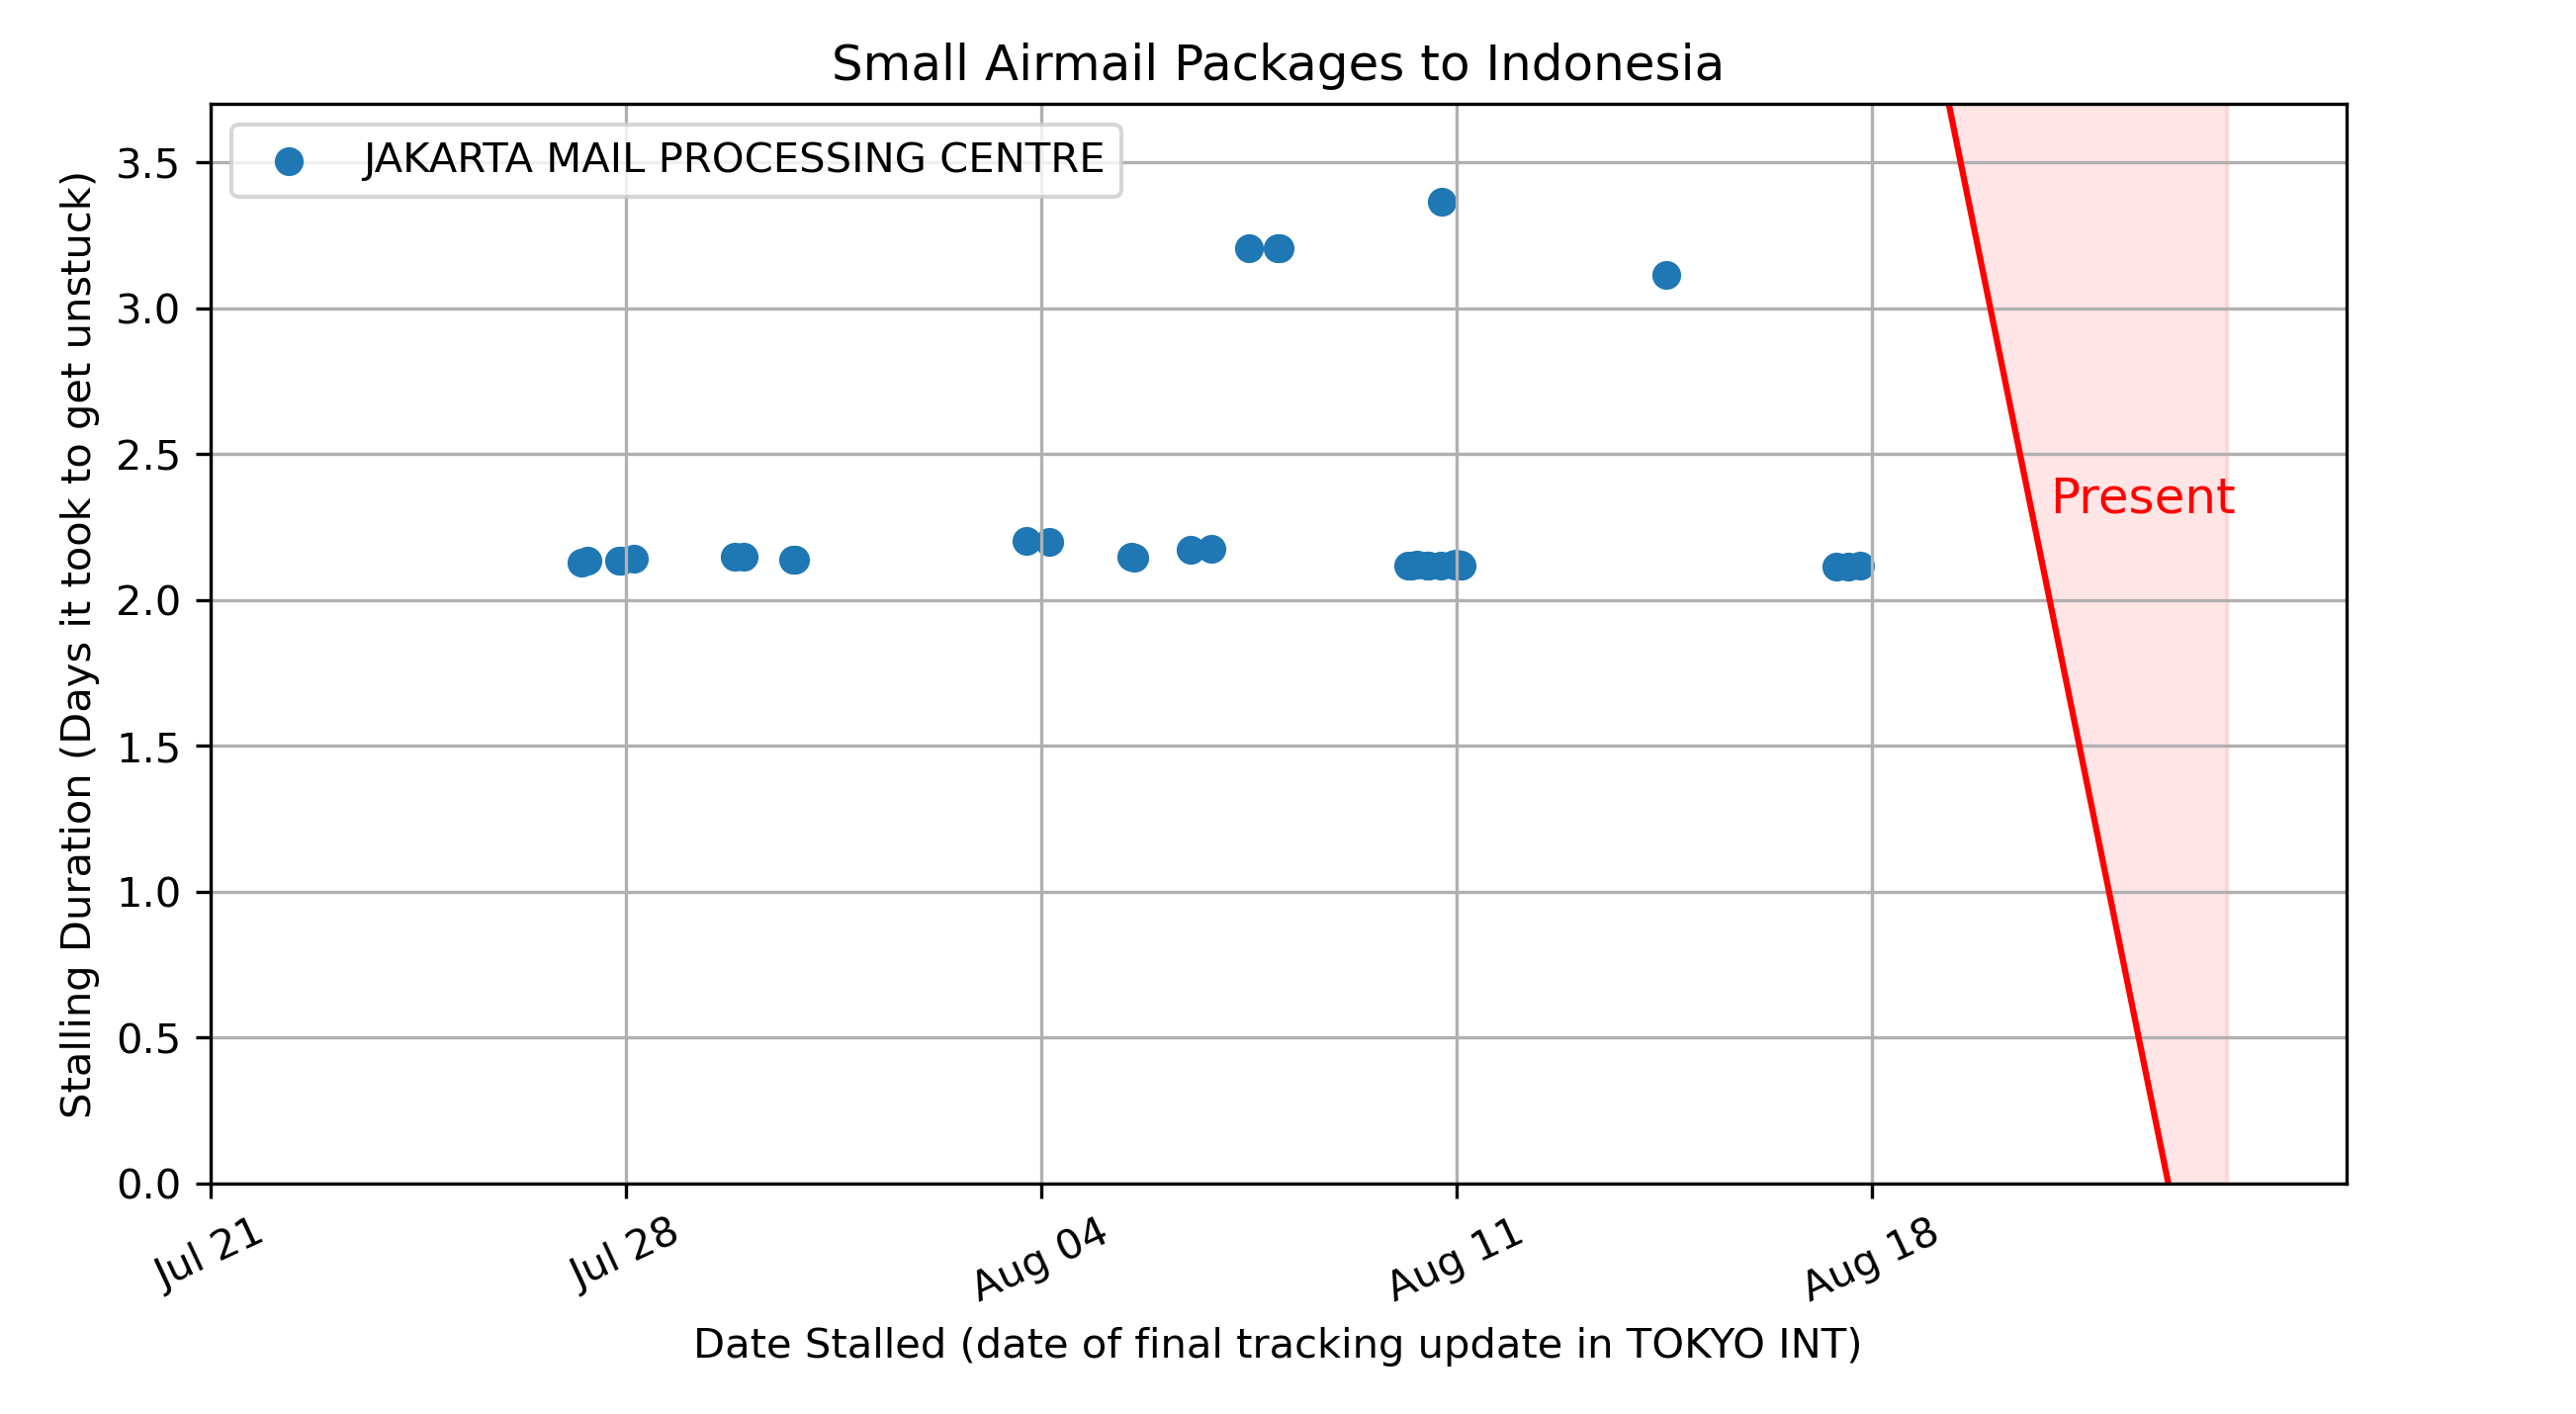 Small Airmail Packages to Indonesia
JAKARTA MAIL PROCESSING CENTRE
Stalling Duration (Days it took to get unstuck)
3.5
3.0
2.5
2.0
1.5
1.0
0.5
0.0
Present
Jul 21
Jul 28
Aug 04
Aug 11
Aug 18
Date Stalled (date of final tracking update in TOKYO INT)